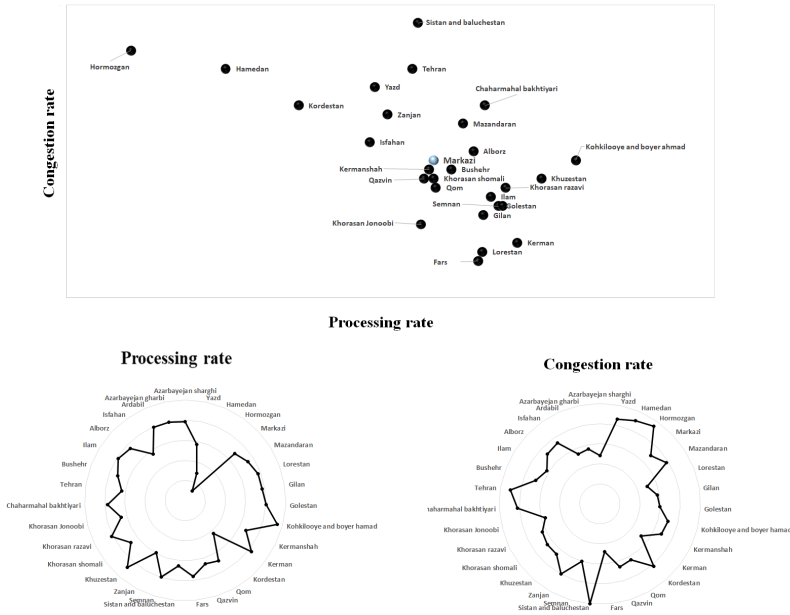 Sistan and baluchestan
Hormozgan
Hamedan
Tehran
Yazd
Chaharmahal bakhtiyari
Kordestan
Zanjan
Mazandaran
Isfahan
Alborz
Kohkilooye and boyer ahmad
Markazi
Kermanshah
Bushehr
Qazvin
Khorasan shomali
Khuzestan
Qom
Khorasan razavi
Ilam
Semnan
Golestan
Gilan
Khorasan Jonoobi
Kerman
Lorestan
Fars
Congestion rate
Processing rate
Processing rate
Azarbayejan sharghi
Yazd
Hamedan
Hormozgan
Markazi
Mazandaran
Lorestan
Gilan
Golestan
Kohkilooye and boyer hamad
Kermanshah
Kerman
Kordestan
Qom
Qazvin
Fars
Sistan and baluchestan
Semnan
Zanjan
Khuzestan
Khorasan shomali
Khorasan razavi
Khorasan Jonoobi
Chaharmahal bakhtiyari
Tehran
Bushehr
Ilam
Alborz
Isfahan
Ardabil
Azarbayejan gharbi
Congestion rate
Azarbayejan sharghi
Yazd
Hamedan
Hormozgan
Markazi
Mazandaran
Lorestan
Gilan
Golestan
Kohkilooye and boyer hamad
Kermanshah
Kerman
Kordestan
Qom
Qazvin
Fars
Sistan and baluchestan
Semnan
Zanjan
Khuzestan
Khorasan shomali
Khorasan razavi
Khorasan Jonoobi
haharmahal bakhtiyari
Tehran
Bushehr
Ilam
Alborz
Isfahan
Ardabil
Azarbayejan gharbi